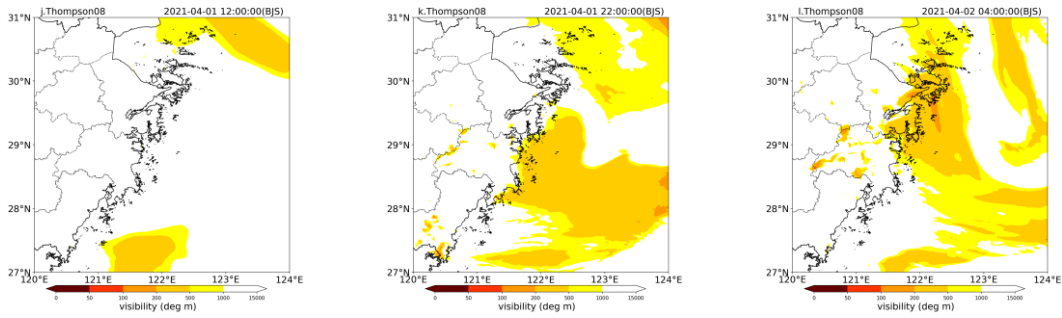 j.Thompson08 2021-04-01 12:00:00(BJS)
31°N
30°N
29°N
28°N
27°N
120°E 121°E 122°E 123°E 124°E
0 50 100 200 500 1000 15000
visibility (deg m)
k.Thompson08 2021-04-01 22:00:00(BJS)
31°N
30°N
29°N
28°N
27°N
120°E 121°E 122°E 123°E 124°E
0 50 100 200 500 1000 15000
visibility (deg m)
l.Thompson08 2021-04-02 04:00:00(BJS)
31°N
30°N
29°N
28°N
27°N
120°E 121°E 122°E 123°E 124°E
0 50 100 200 500 1000 15000
visibility (deg m)